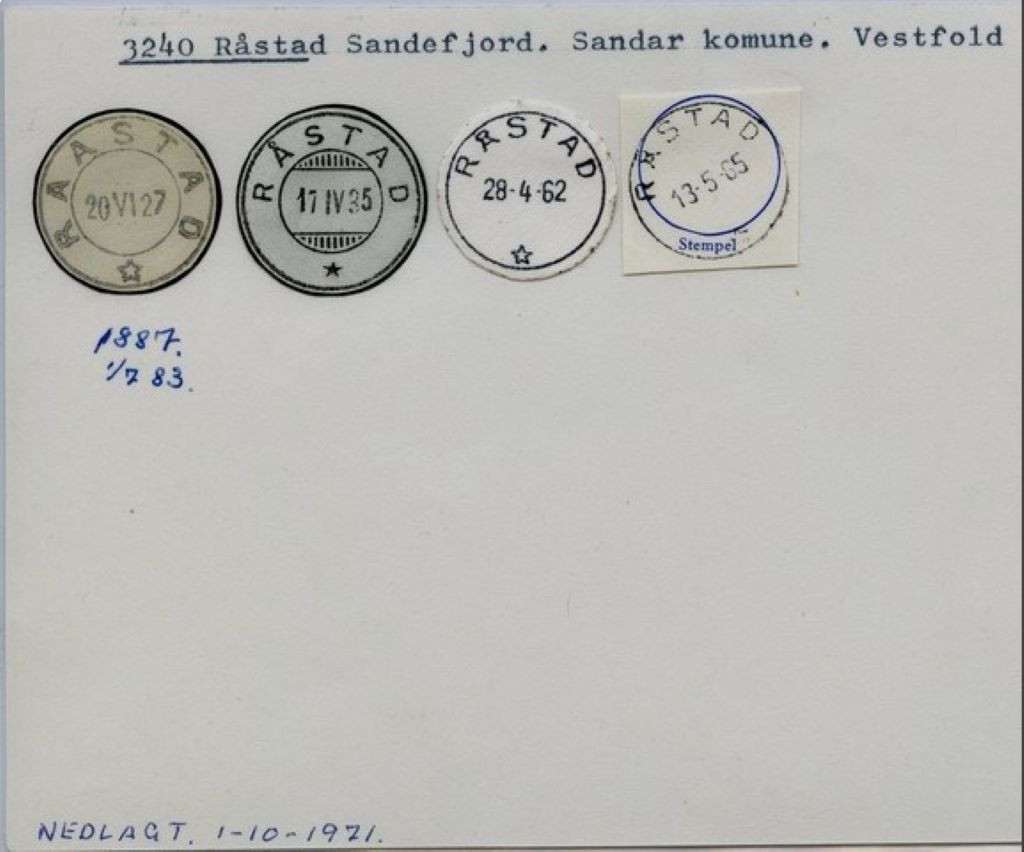 3240 Råstad Sandefjord. Sandar komune. Vestfold
RAASTAD
20 VI 27
RÅSTAD
17 IV 35
RÅSTAD
28-4-62
RÅSTAD
13-5-65
Stempel
1887.
1/7 83.
NEDLAGT. 1-10-1971.